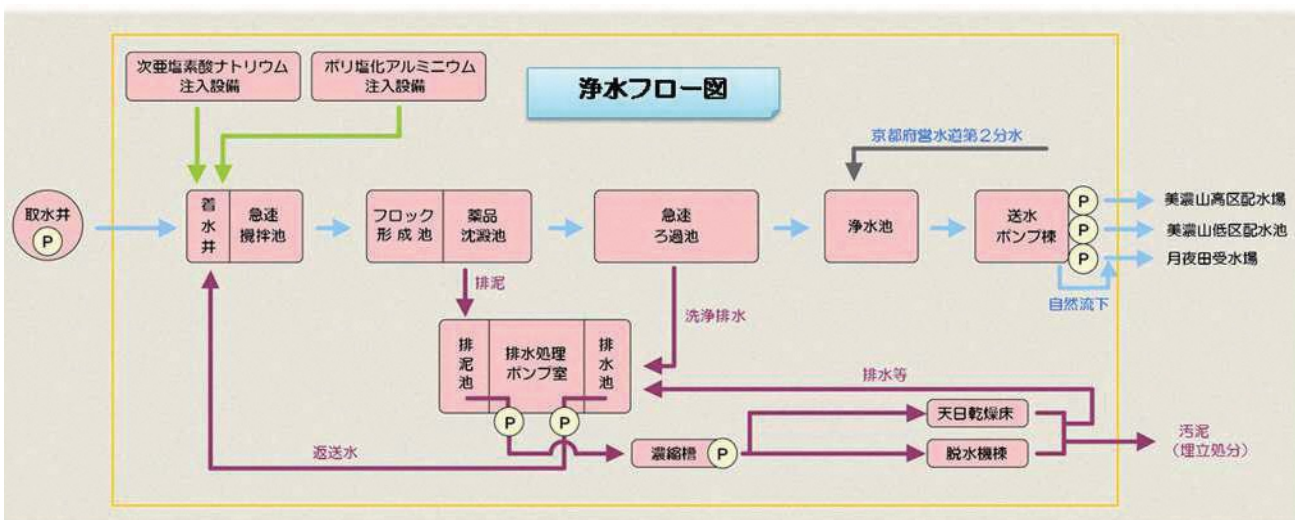 次亜塩素酸ナトリウム
注入設備
ポリ塩化アルミニウム
注入設備
浄水フロー図
京都府営水道第2分水
取水井
P
着水井
急速
攪拌池
フロック
形成池
薬品
沈澱池
急速
ろ過池
浄水池
送水
ポンプ棟
P
P
P
美濃山高区配水場
美濃山低区配水池
月夜田受水場
自然流下
排泥
洗浄排水
排泥池
排水処理
ポンプ室
排水池
P
P
排水等
返送水
濃縮槽
P
天日乾燥床
脱水機棟
汚泥
(埋立処分)